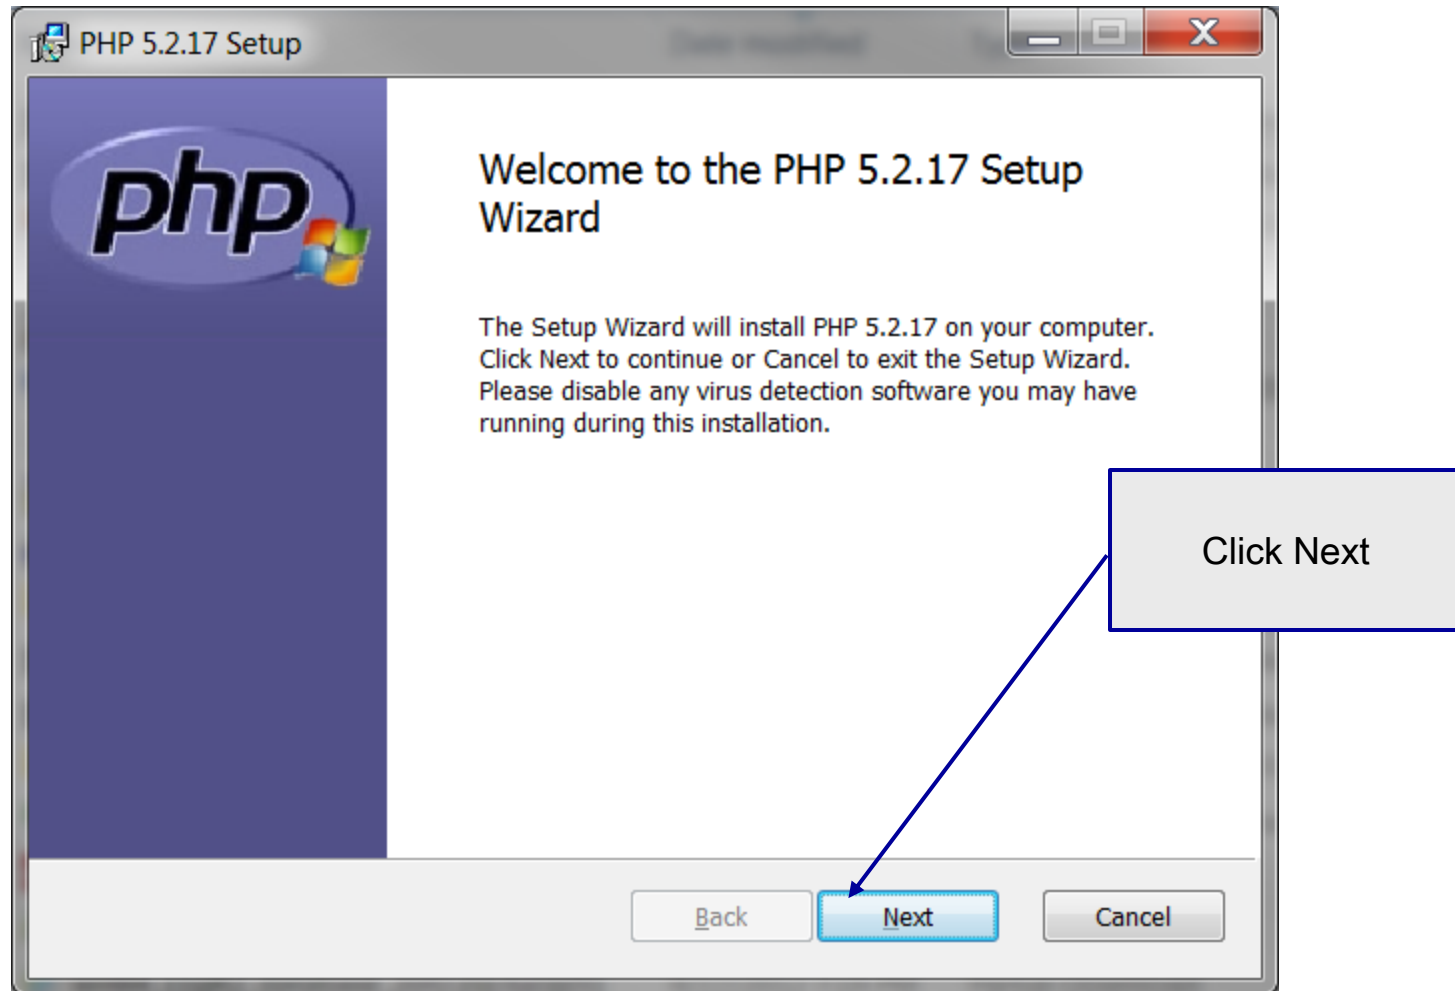 PHP 5.2.17 Setup
php
Welcome to the PHP 5.2.17 Setup
Wizard
The Setup Wizard will install PHP 5.2.17 on your computer.
Click Next to continue or Cancel to exit the Setup Wizard.
Please disable any virus detection software you may have
running during this installation.
Click Next
Back
Next
Cancel